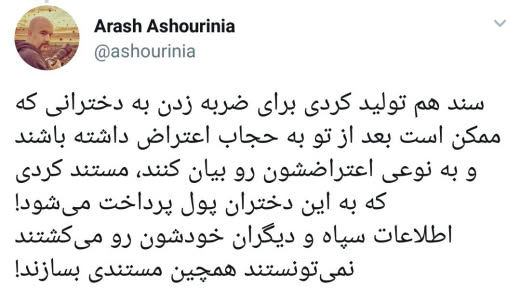 Arash Ashourinia
@ashourinia
سند هم تولید کردی برای ضربه زدن به دخترانی که
ممکن است بعد از تو به حجاب اعتراض داشته باشند
و به نوعی اعتراضشون رو بیان کنند، مستند کردی
که به این دختران پول پرداخت می‌شود!
اطلاعات سپاه و دیگران خودشون رو می‌کشتند
نمی‌تونستند همچین مستندی بسازند!